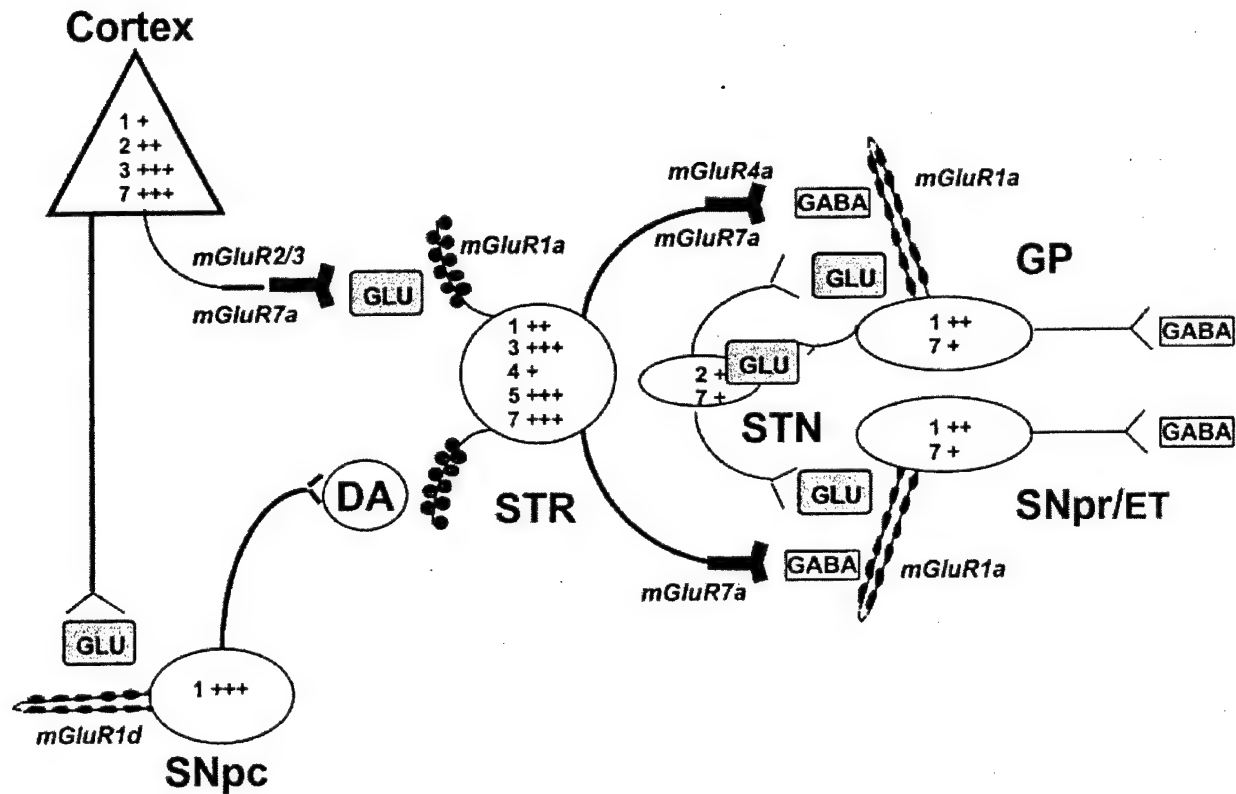 Cortex
1 +
2 ++
3 +++
7 +++
mGluR2/3
mGluR7a
GLU
mGluR1a
1 ++
3 +++
4 +
5 +++
7 +++
STR
DA
GLU
1 +++
mGluR1d
SNpc
mGluR4a
mGluR7a
GABA
mGluR1a
GLU
GP
1 ++
7 +
GABA
2 +
7 +
GLU
STN
1 ++
7 +
GABA
GLU
SNpr/ET
mGluR7a
GABA
mGluR1a